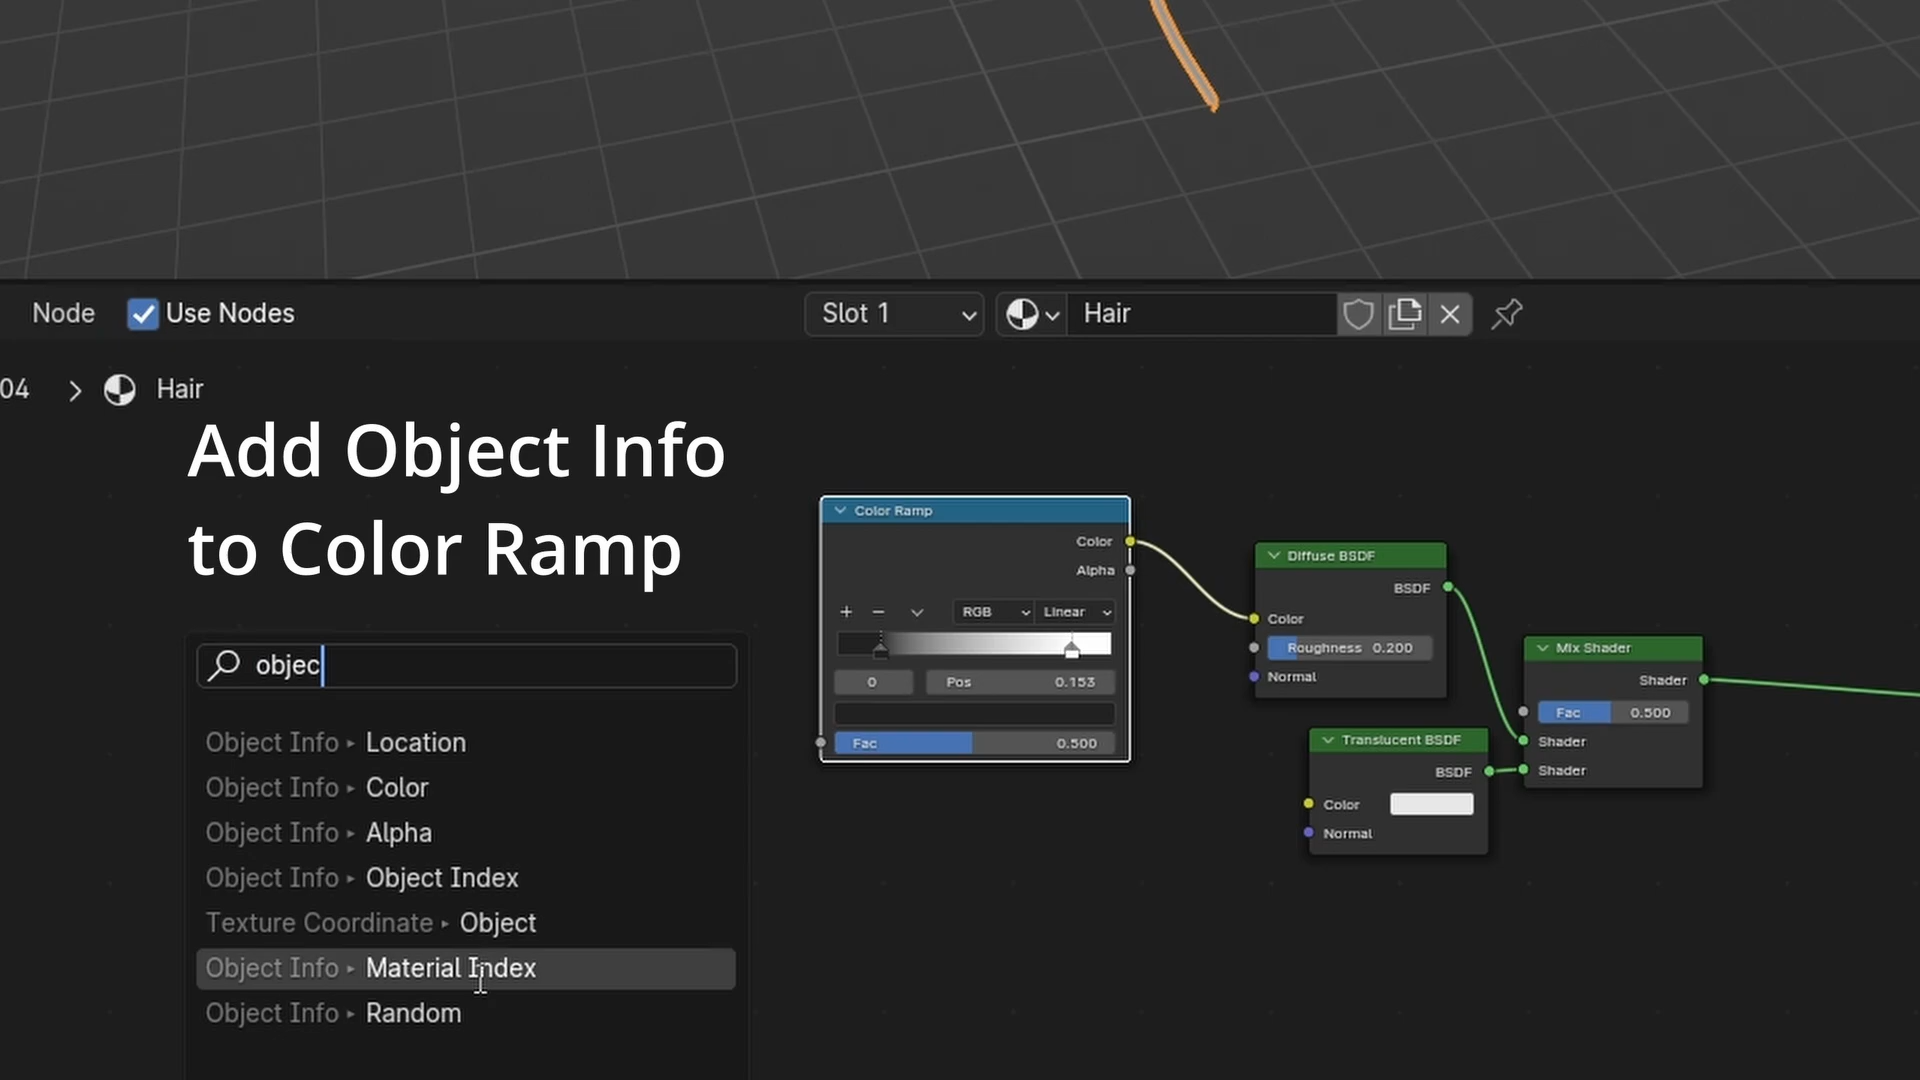 Node
Use Nodes
Slot 1
Hair
04
Hair
Add Object Info
to Color Ramp
objec
Object Info ▸ Location
Object Info ▸ Color
Object Info ▸ Alpha
Object Info ▸ Object Index
Texture Coordinate ▸ Object
Object Info ▸ Material Index
Object Info ▸ Random
Color Ramp
Color
Alpha
RGB
Linear
0
Pos 0.153
Fac 0.500
Diffuse BSDF
BSDF
Color
Roughness 0.200
Normal
Translucent BSDF
BSDF
Color
Normal
Mix Shader
Shader
Fac 0.500
Shader
Shader